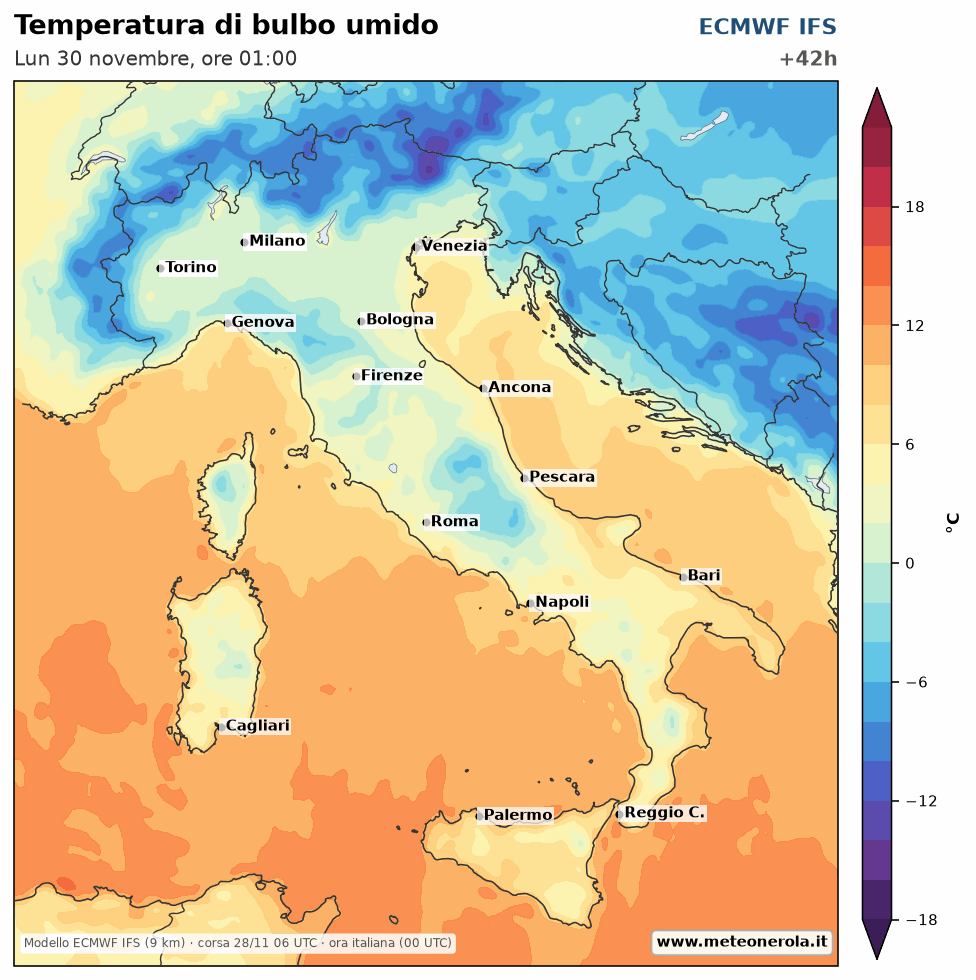 Temperatura di bulbo umido
ECMWF IFS
Lun 30 novembre, ore 01:00
+42h
Milano
Venezia
Torino
Genova
Bologna
Firenze
Ancona
Pescara
Roma
Bari
Napoli
Cagliari
Palermo
Reggio C.
18
12
6
0
−6
−12
−18
°C
Modello ECMWF IFS (9 km) · corsa 28/11 06 UTC · ora italiana (00 UTC)
www.meteonerola.it